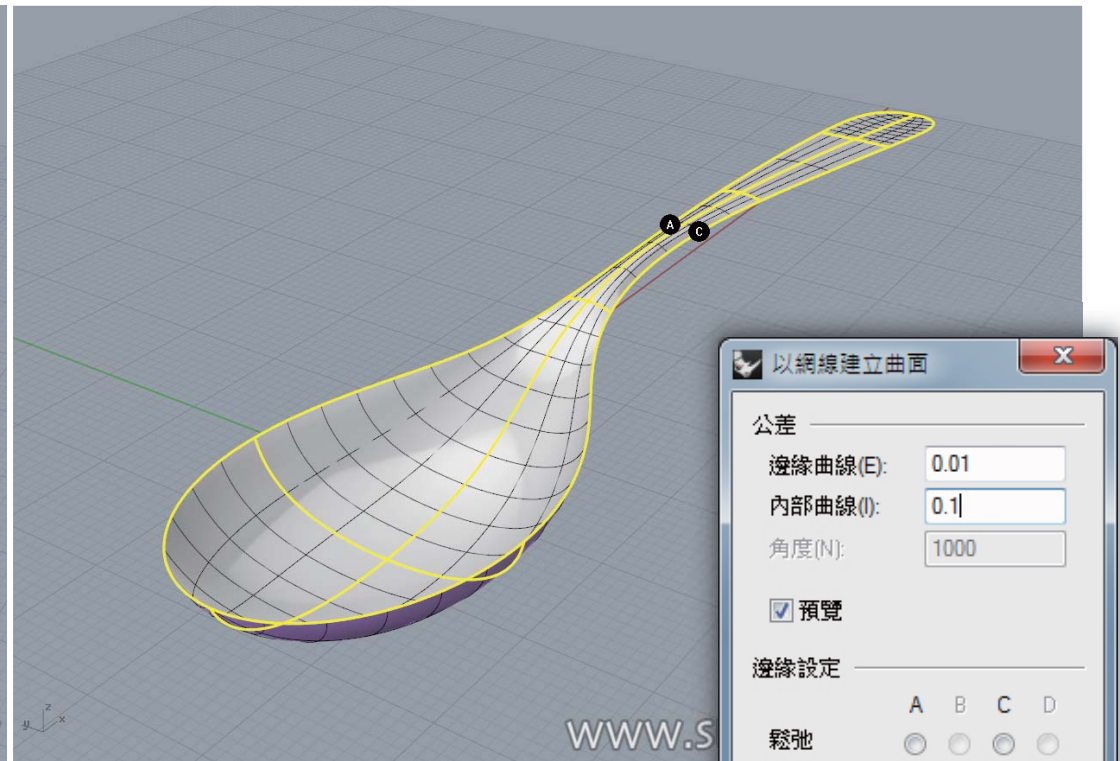 A
C
z
y
x
www.s
以網線建立曲面
公差
邊緣曲線(E):
0.01
內部曲線(I):
0.1
角度(N):
1000
預覽
邊緣設定
A B C D
鬆弛